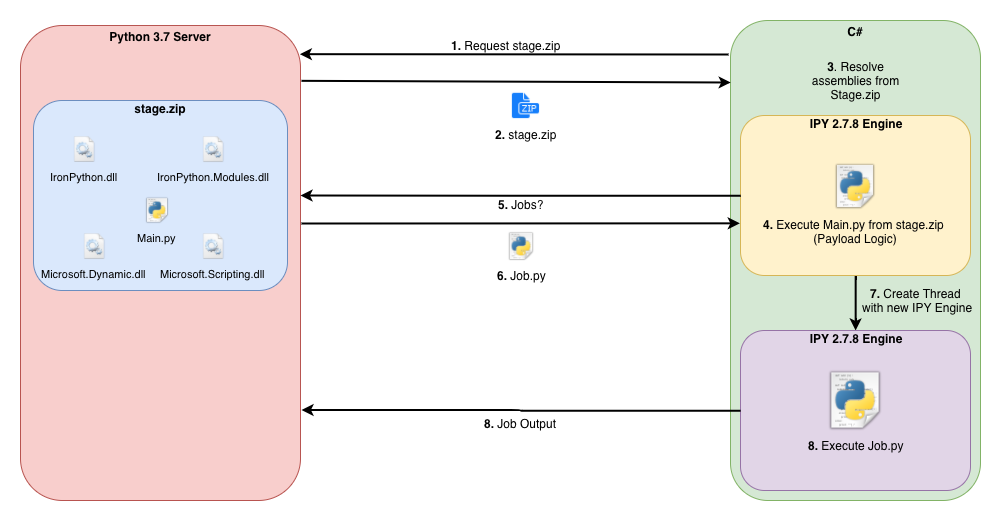 Python 3.7 Server
stage.zip
IronPython.dll
IronPython.Modules.dll
Main.py
Microsoft.Dynamic.dll
Microsoft.Scripting.dll
1. Request stage.zip
ZIP
2. stage.zip
C#
3. Resolve
assemblies from
Stage.zip
IPY 2.7.8 Engine
4. Execute Main.py from stage.zip
(Payload Logic)
5. Jobs?
6. Job.py
7. Create Thread
with new IPY Engine
IPY 2.7.8 Engine
8. Execute Job.py
8. Job Output